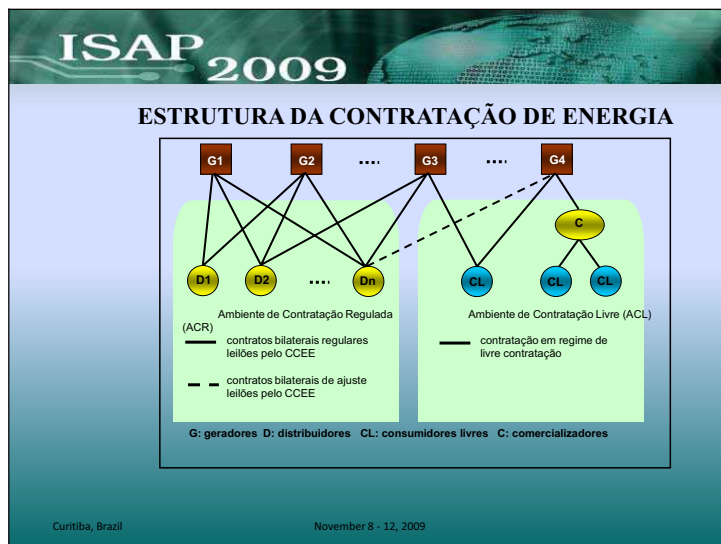 ISAP 2009
ESTRUTURA DA CONTRATAÇÃO DE ENERGIA
G1 G2 .... G3 .... G4
C
D1 D2 .... Dn CL CL CL
Ambiente de Contratação Regulada
(ACR)
contratos bilaterais regulares
leilões pelo CCEE
contratos bilaterais de ajuste
leilões pelo CCEE
Ambiente de Contratação Livre (ACL)
contratação em regime de
livre contratação
G: geradores D: distribuidores CL: consumidores livres C: comercializadores
Curitiba, Brazil November 8 - 12, 2009